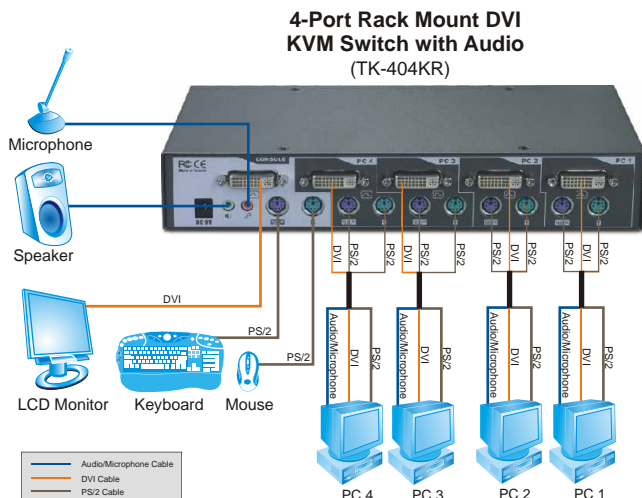 4-Port Rack Mount DVI
KVM Switch with Audio
(TK-404KR)
Microphone
Speaker
FC CE
CONSOLE
PC 4
PC 3
PC 2
PC 1
DC 9V
DVI
PS/2
PS/2
DVI
PS/2
PS/2
DVI
PS/2
PS/2
PS/2
DVI
PS/2
PS/2
DVI
PS/2
Audio/Microphone
DVI
PS/2
Audio/Microphone
DVI
PS/2
Audio/Microphone
DVI
PS/2
Audio/Microphone
DVI
PS/2
LCD Monitor
Keyboard
Mouse
PC 4
PC 3
PC 2
PC 1
Audio/Microphone Cable
DVI Cable
PS/2 Cable